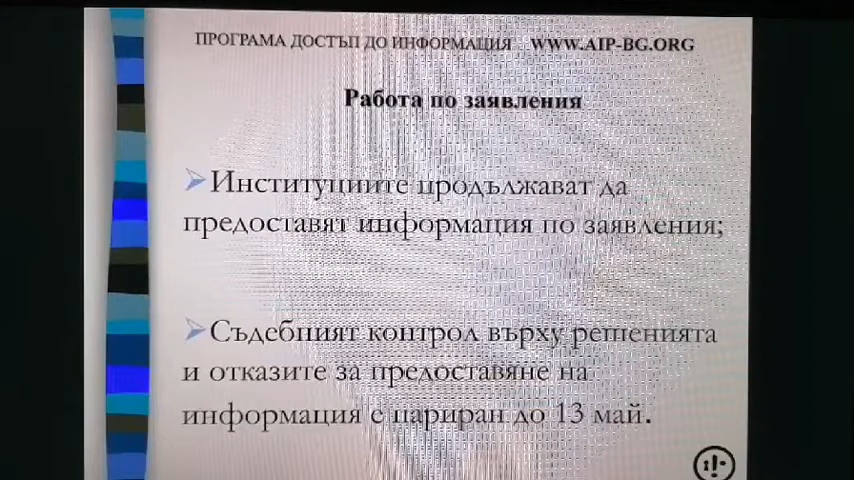 ПРОГРАМА ДОСТЪП ДО ИНФОРМАЦИЯ WWW.AIP-BG.ORG
Работа по заявления
Институциите продължават да
предоставят информация по заявления;
Съдебният контрол върху решенията
и отказите за предоставяне на
информация е париран до 13 май.